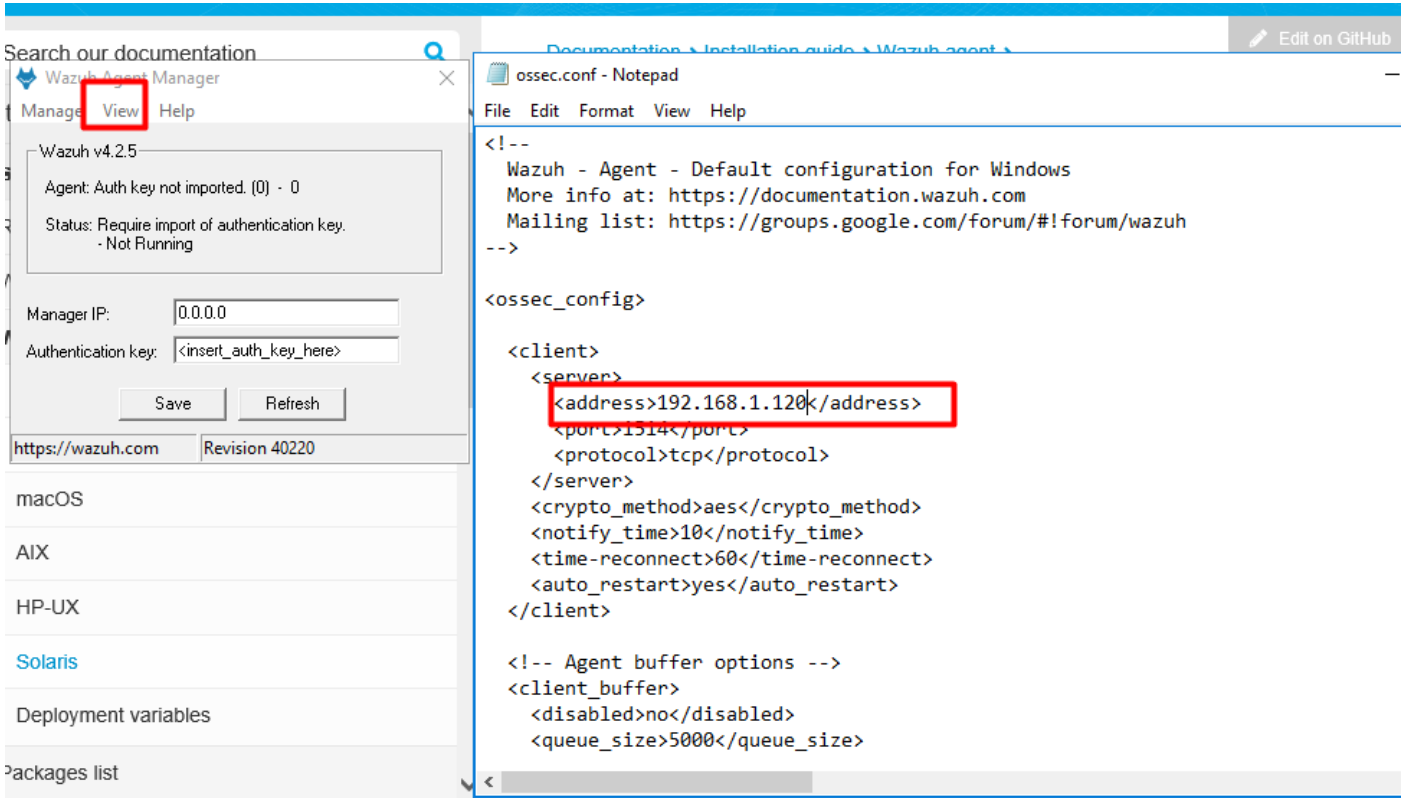 Search our documentation
Documentation > Installation guide > Wazuh agent >
Edit on GitHub
Wazuh Agent Manager
Manage View Help
Wazuh v4.2.5
Agent: Auth key not imported. (0) - 0
Status: Require import of authentication key.
- Not Running
Manager IP: 0.0.0.0
Authentication key: <insert_auth_key_here>
Save Refresh
https://wazuh.com Revision 40220
macOS
AIX
HP-UX
Solaris
Deployment variables
Packages list
ossec.conf - Notepad
File Edit Format View Help
<!--
Wazuh - Agent - Default configuration for Windows
More info at: https://documentation.wazuh.com
Mailing list: https://groups.google.com/forum/#!forum/wazuh
-->
<ossec_config>
<client>
<server>
<address>192.168.1.120</address>
<port>1514</port>
<protocol>tcp</protocol>
</server>
<crypto_method>aes</crypto_method>
<notify_time>10</notify_time>
<time-reconnect>60</time-reconnect>
<auto_restart>yes</auto_restart>
</client>
<!-- Agent buffer options -->
<client_buffer>
<disabled>no</disabled>
<queue_size>5000</queue_size>